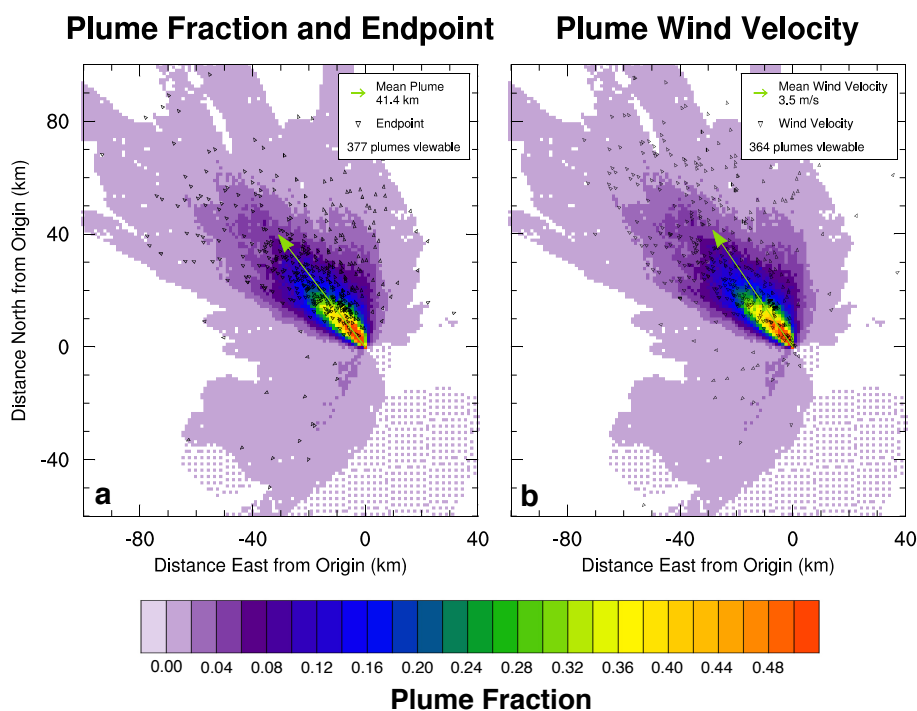 Plume Fraction and Endpoint
Plume Wind Velocity
Mean Plume
41.4 km
Endpoint
377 plumes viewable
Mean Wind Velocity
3.5 m/s
Wind Velocity
364 plumes viewable
Distance North from Origin (km)
80
40
0
-40
a
b
-80
-40
0
40
-80
-40
0
40
Distance East from Origin (km)
Distance East from Origin (km)
0.00 0.04 0.08 0.12 0.16 0.20 0.24 0.28 0.32 0.36 0.40 0.44 0.48
Plume Fraction